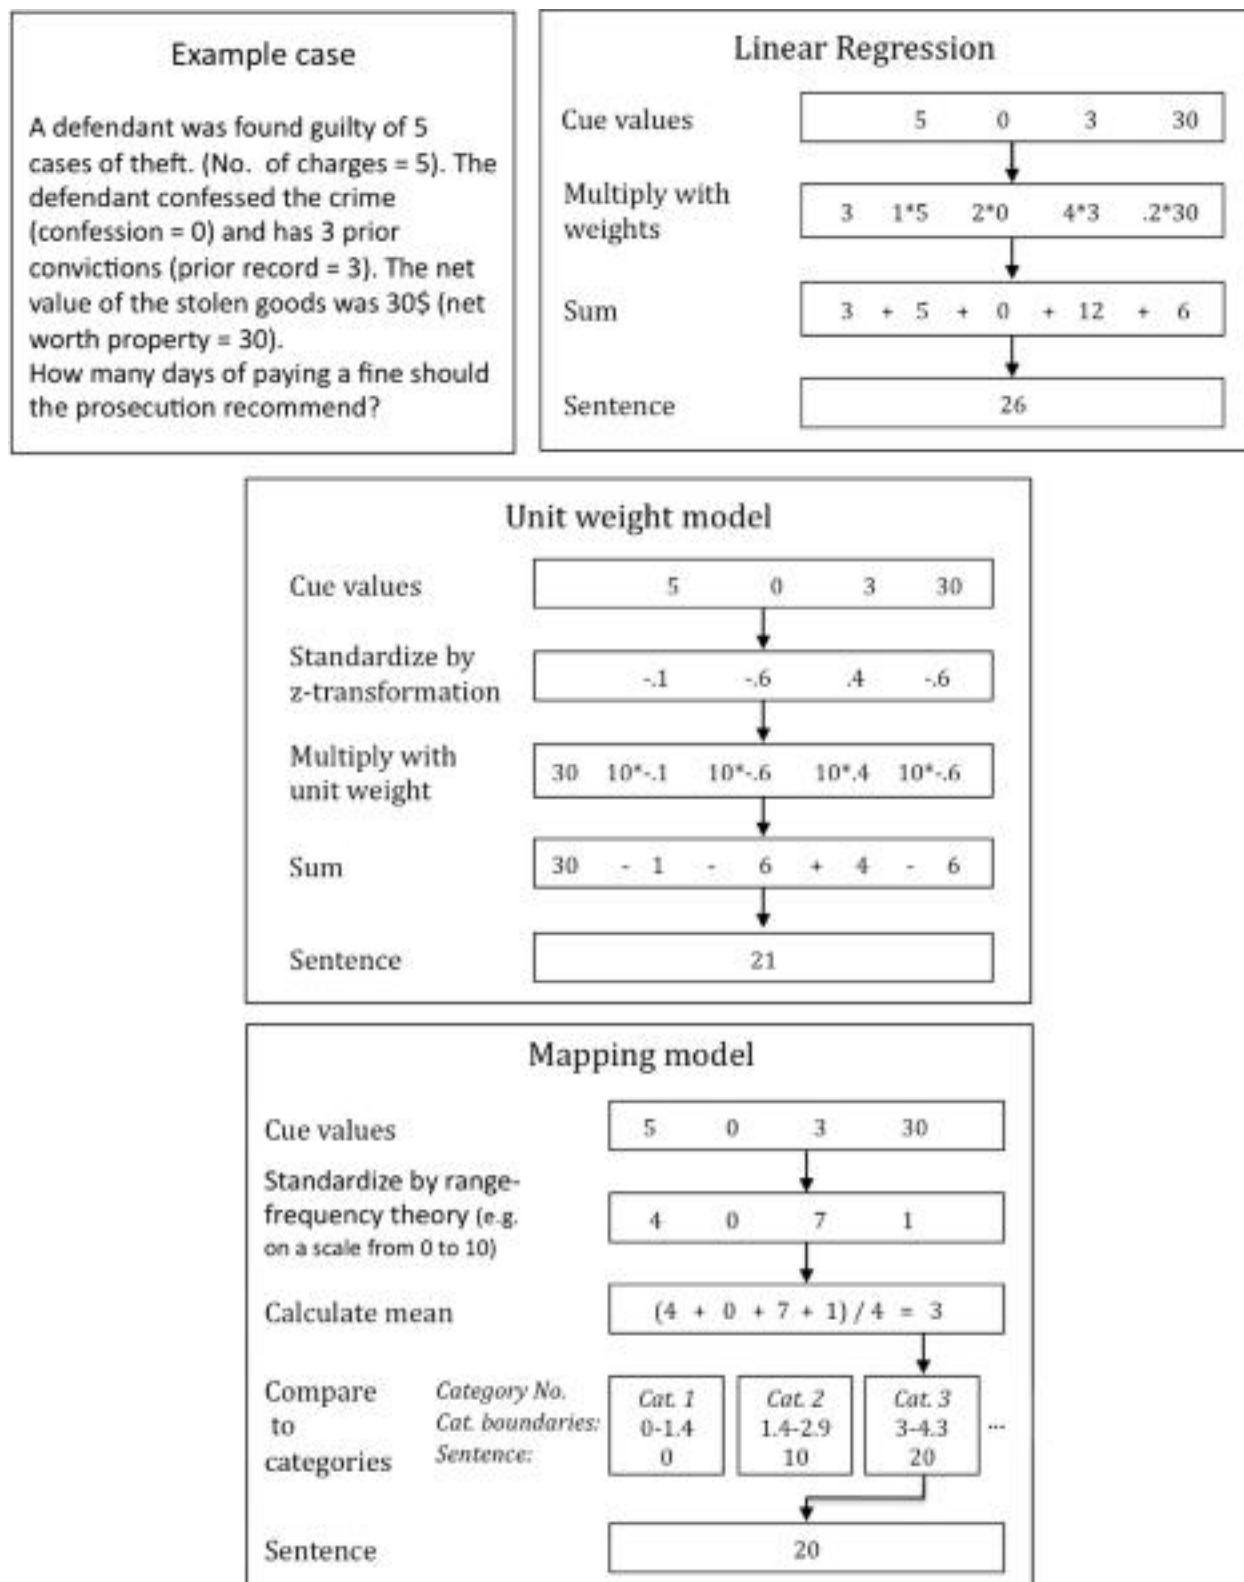 Example case
A defendant was found guilty of 5
cases of theft. (No. of charges = 5). The
defendant confessed the crime
(confession = 0) and has 3 prior
convictions (prior record = 3). The net
value of the stolen goods was 30$ (net
worth property = 30).
How many days of paying a fine should
the prosecution recommend?
Linear Regression
Cue values 5 0 3 30
Multiply with
weights
3 1*5 2*0 4*3 .2*30
Sum 3 + 5 + 0 + 12 + 6
Sentence 26
Unit weight model
Cue values 5 0 3 30
Standardize by
z-transformation
-.1 -.6 .4 -.6
Multiply with
unit weight
30 10*-.1 10*-.6 10*.4 10*-.6
Sum 30 - 1 - 6 + 4 - 6
Sentence 21
Mapping model
Cue values 5 0 3 30
Standardize by range-
frequency theory (e.g.
on a scale from 0 to 10)
4 0 7 1
Calculate mean (4 + 0 + 7 + 1) / 4 = 3
Compare
to
categories
Category No. Cat. 1 Cat. 2 Cat. 3
Cat. boundaries: 0-1.4 1.4-2.9 3-4.3 ...
Sentence: 0 10 20
Sentence 20